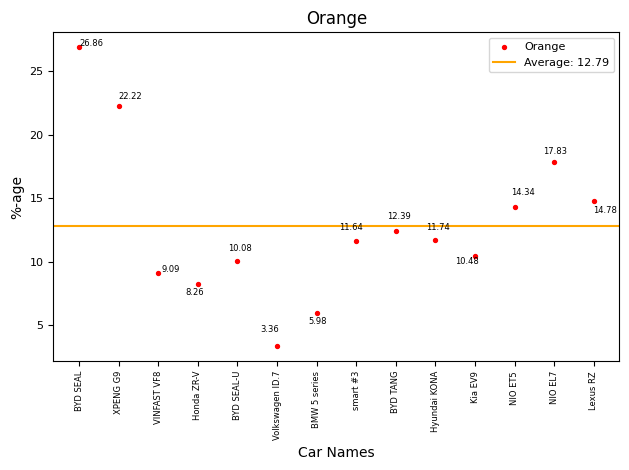 Orange
Orange
Average: 12.79
%-age
25
20
15
10
5
26.86
22.22
9.09
8.26
10.08
3.36
5.98
11.64
12.39
11.74
10.48
14.34
17.83
14.78
BYD SEAL
XPENG G9
VINFAST VF8
Honda ZR-V
BYD SEAL-U
Volkswagen ID.7
BMW 5 series
smart #3
BYD TANG
Hyundai KONA
Kia EV9
NIO ET5
NIO EL7
Lexus RZ
Car Names